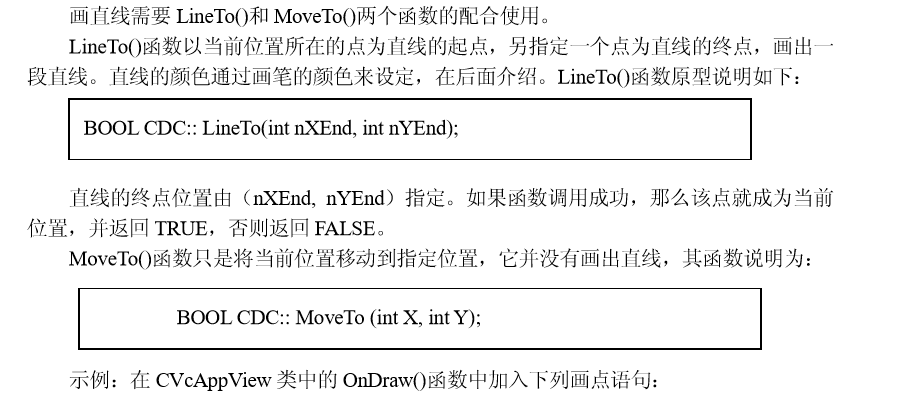 画直线需要 LineTo()和 MoveTo()两个函数的配合使用。
LineTo()函数以当前位置所在的点为直线的起点，另指定一个点为直线的终点，画出一
段直线。直线的颜色通过画笔的颜色来设定，在后面介绍。LineTo()函数原型说明如下：
BOOL CDC:: LineTo(int nXEnd, int nYEnd);
直线的终点位置由（nXEnd, nYEnd）指定。如果函数调用成功，那么该点就成为当前
位置，并返回 TRUE，否则返回 FALSE。
MoveTo()函数只是将当前位置移动到指定位置，它并没有画出直线，其函数说明为：
BOOL CDC:: MoveTo (int X, int Y);
示例：在 CVcAppView 类中的 OnDraw()函数中加入下列画点语句：